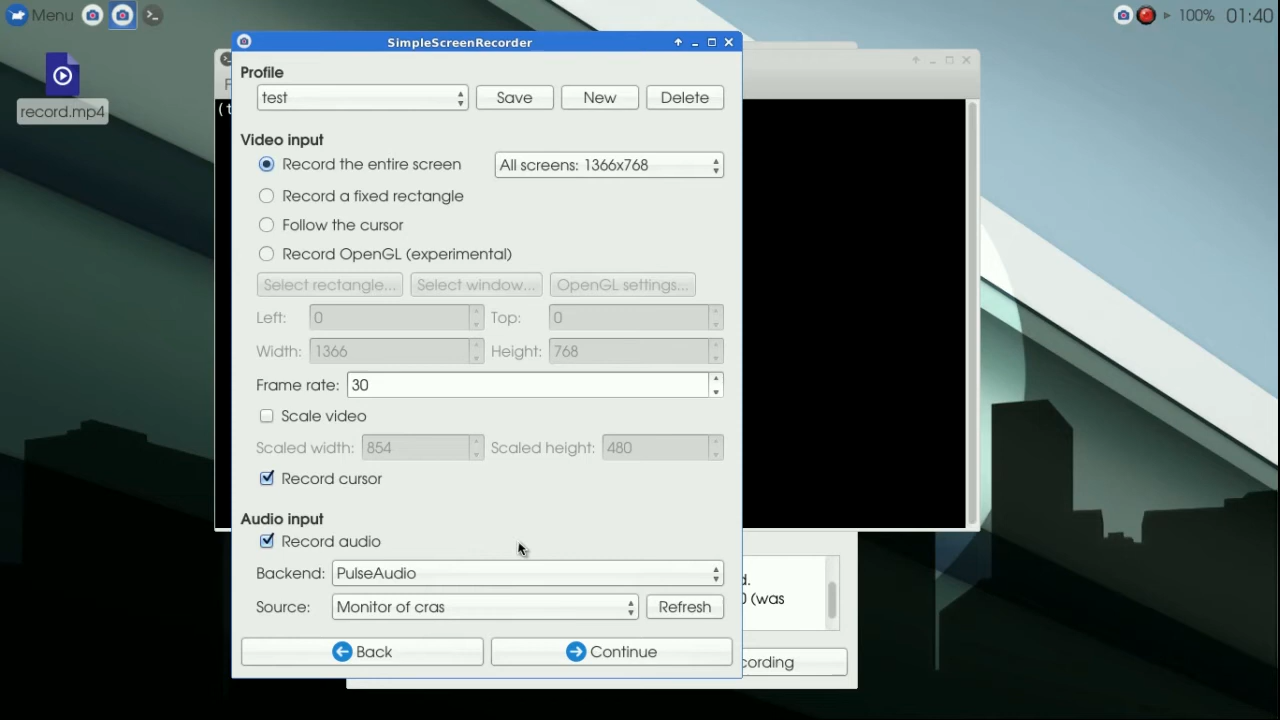 Menu
100% 01:40
SimpleScreenRecorder
record.mp4
Profile
test Save New Delete
Video input
Record the entire screen All screens: 1366x768
Record a fixed rectangle
Follow the cursor
Record OpenGL (experimental)
Select rectangle... Select window... OpenGL settings...
Left: 0 Top: 0
Width: 1366 Height: 768
Frame rate: 30
Scale video
Scaled width: 854 Scaled height: 480
Record cursor
Audio input
Record audio
Backend: PulseAudio
Source: Monitor of cras Refresh
(was
Back Continue